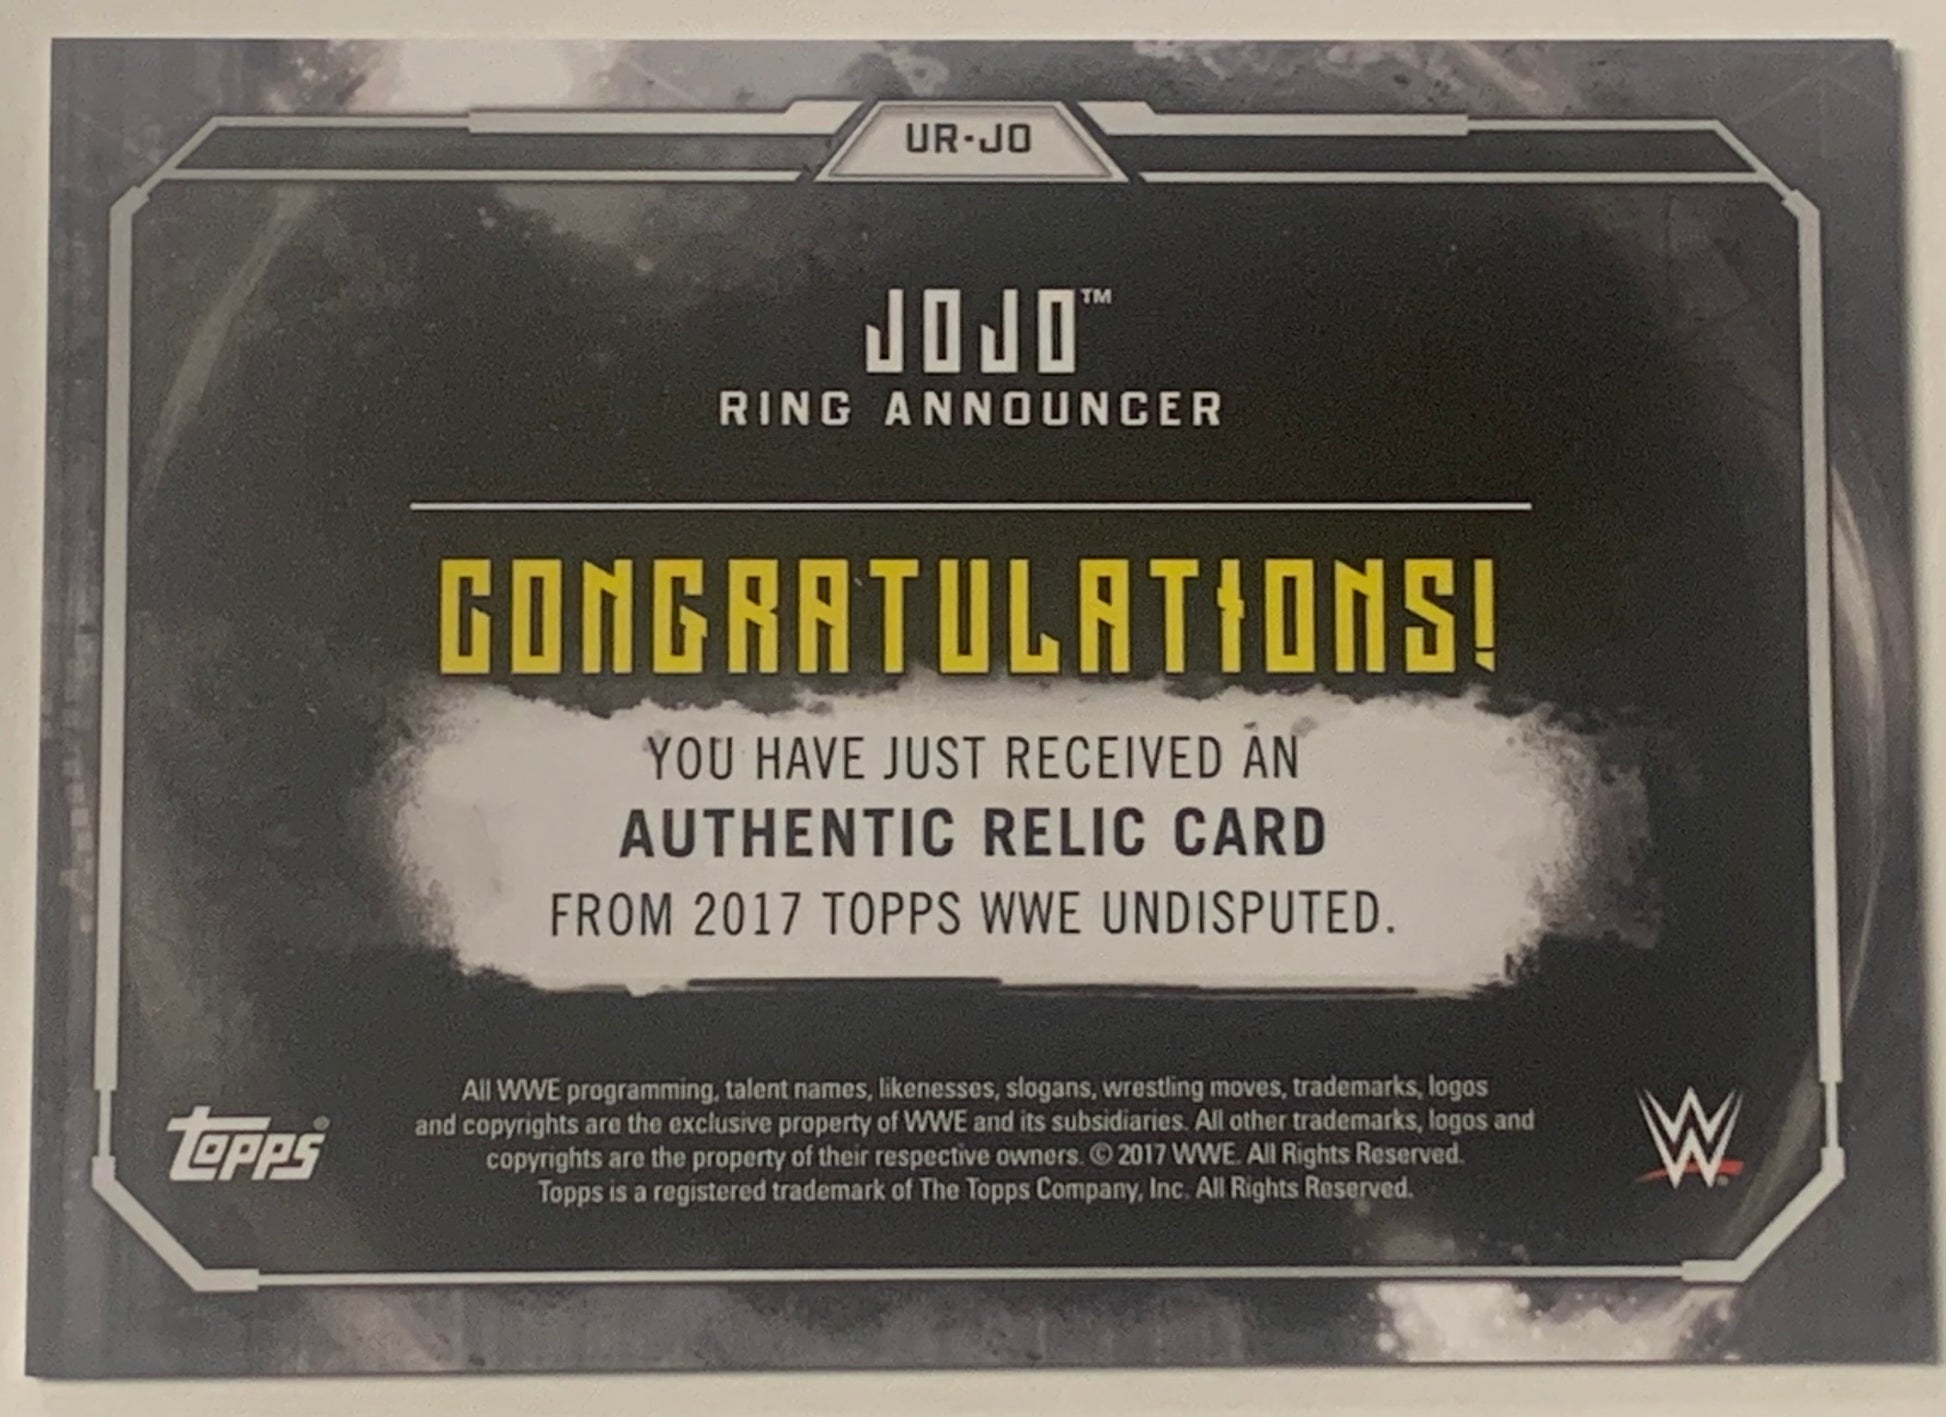 UR-JO
JOJO™
RING ANNOUNCER
CONGRATULATIONS!
YOU HAVE JUST RECEIVED AN
AUTHENTIC RELIC CARD
FROM 2017 TOPPS WWE UNDISPUTED.
All WWE programming, talent names, likenesses, slogans, wrestling moves, trademarks, logos
and copyrights are the exclusive property of WWE and its subsidiaries. All other trademarks, logos and
copyrights are the property of their respective owners. © 2017 WWE. All Rights Reserved.
Topps is a registered trademark of The Topps Company, Inc. All Rights Reserved.
Topps®
W®